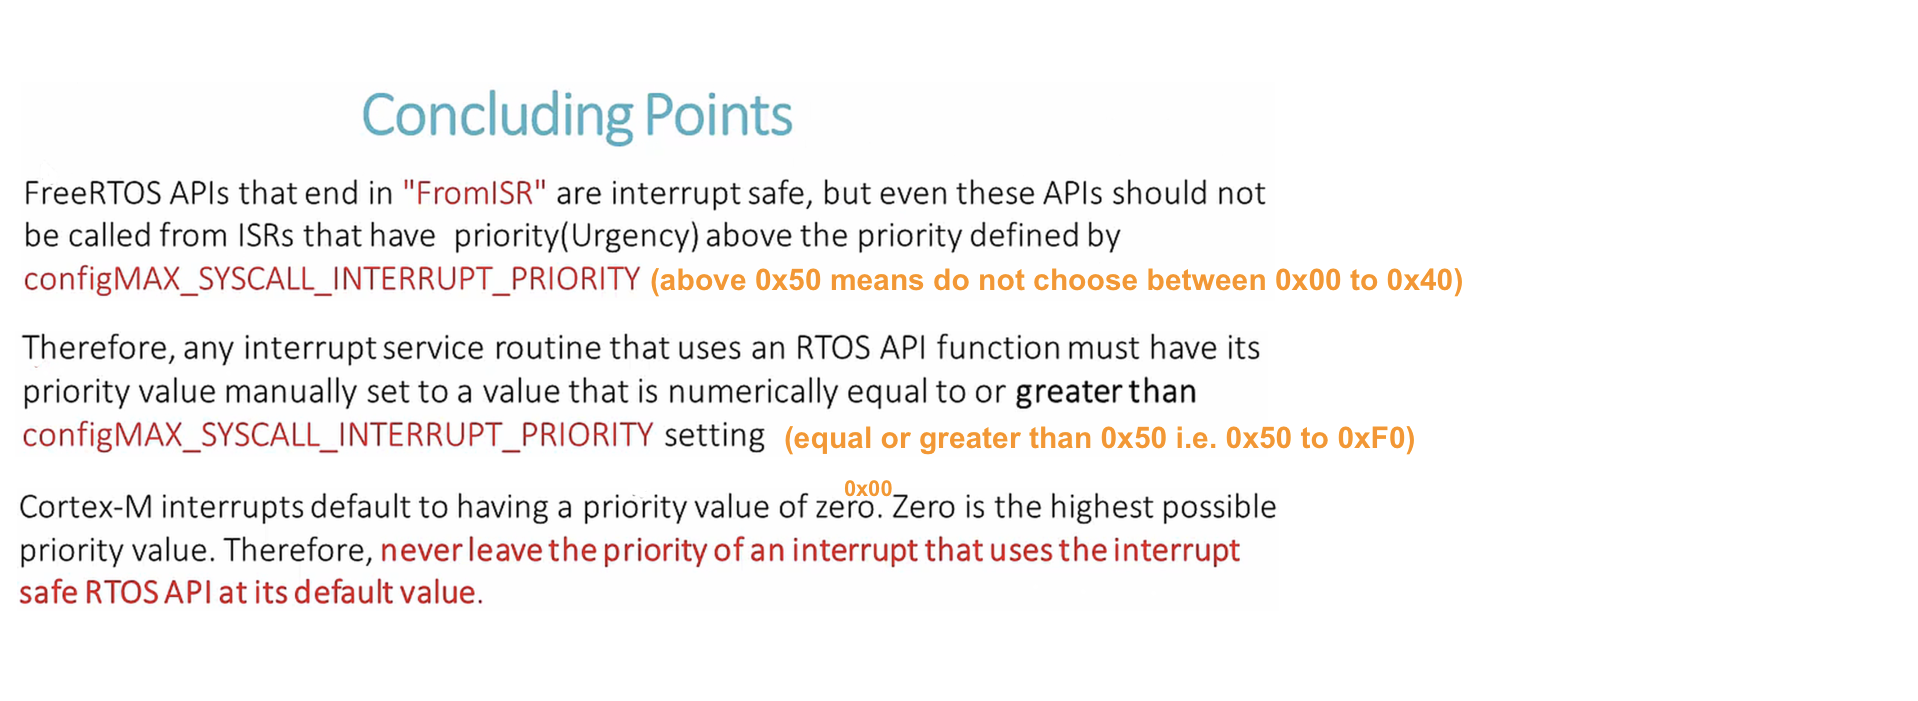 Concluding Points
FreeRTOS APIs that end in "FromISR" are interrupt safe, but even these APIs should not
be called from ISRs that have priority(Urgency) above the priority defined by
configMAX_SYSCALL_INTERRUPT_PRIORITY (above 0x50 means do not choose between 0x00 to 0x40)
Therefore, any interrupt service routine that uses an RTOS API function must have its
priority value manually set to a value that is numerically equal to or greater than
configMAX_SYSCALL_INTERRUPT_PRIORITY setting (equal or greater than 0x50 i.e. 0x50 to 0xF0)
0x00
Cortex-M interrupts default to having a priority value of zero. Zero is the highest possible
priority value. Therefore, never leave the priority of an interrupt that uses the interrupt
safe RTOS API at its default value.